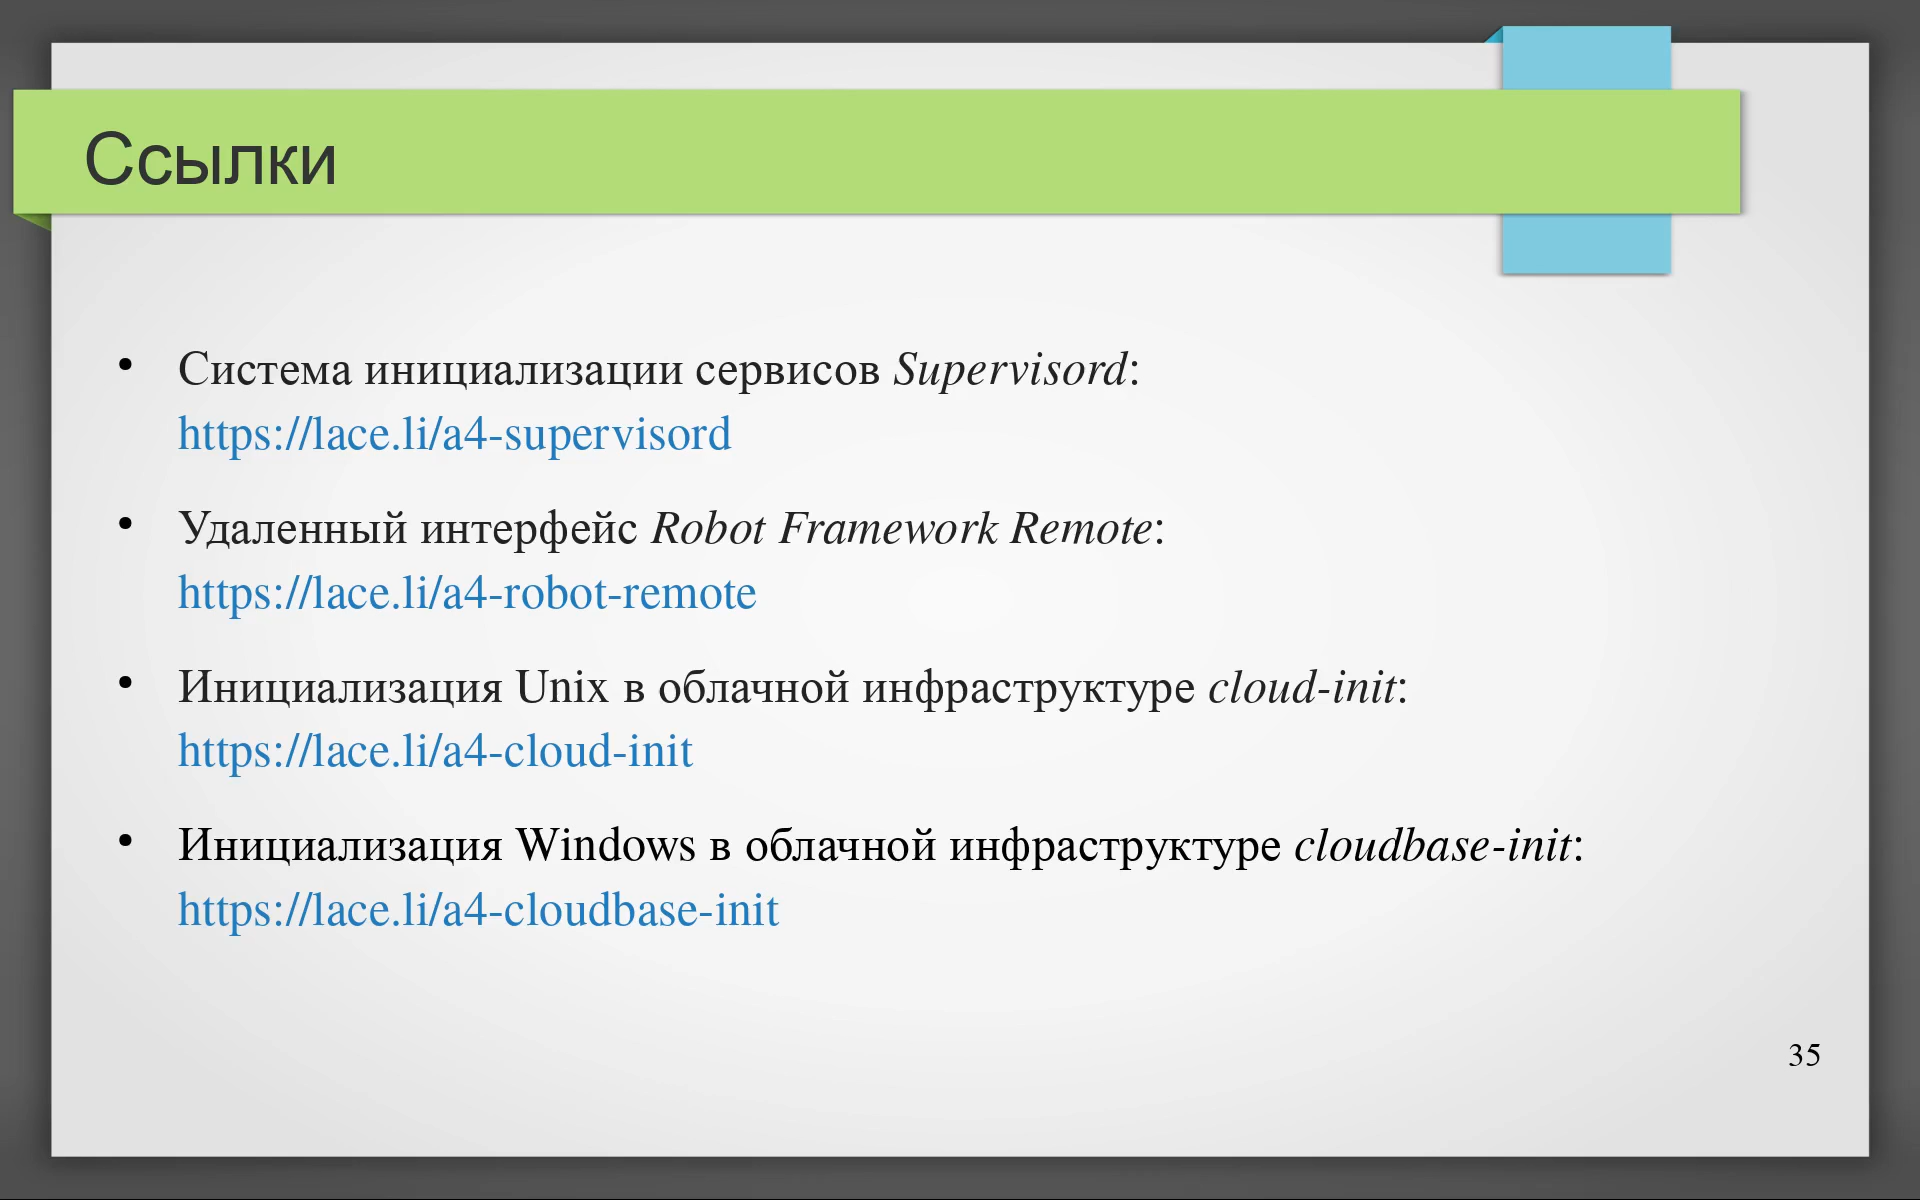 Ссылки
• Система инициализации сервисов Supervisord:
https://lace.li/a4-supervisord
• Удаленный интерфейс Robot Framework Remote:
https://lace.li/a4-robot-remote
• Инициализация Unix в облачной инфраструктуре cloud-init:
https://lace.li/a4-cloud-init
• Инициализация Windows в облачной инфраструктуре cloudbase-init:
https://lace.li/a4-cloudbase-init
35